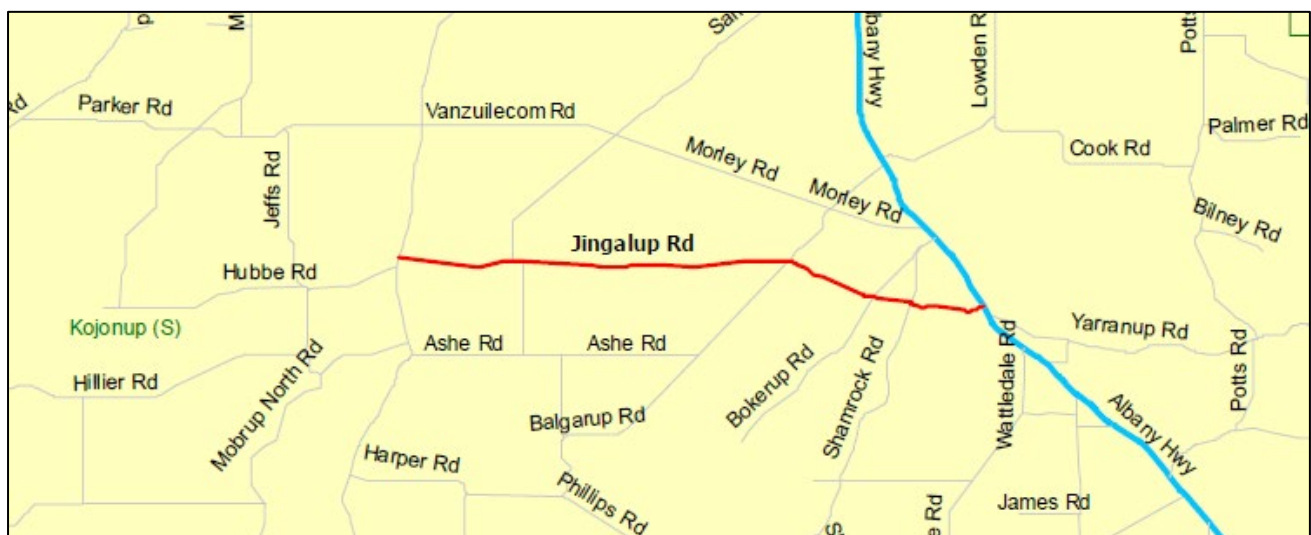 Parker Rd
Vanzuilecom Rd
Albany Hwy
Lowden R
Potts
Palmer Rd
Cook Rd
Jeffs Rd
Morley Rd
Morley Rd
Bilney Rd
Jingalup Rd
Hubbe Rd
Kojonup (S)
Yarranup Rd
Ashe Rd
Ashe Rd
Wattledale Rd
Potts Rd
Hillier Rd
Mobrup North Rd
Bokerup Rd
Shamrock Rd
Balgarup Rd
Albany Hwy
Harper Rd
Phillips Rd
James Rd
e Rd